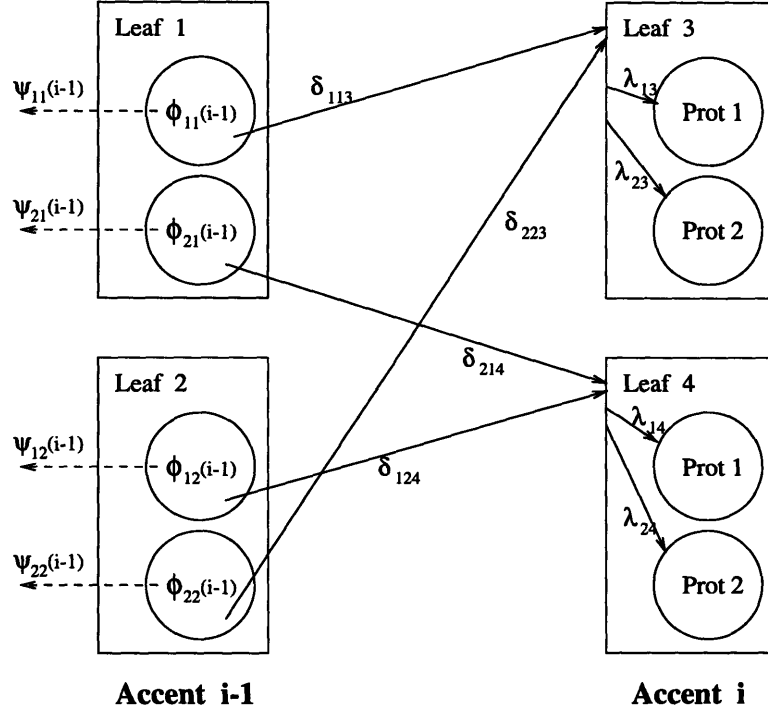 Leaf 1
ψ₁₁(i-1)
ϕ₁₁(i-1)
ψ₂₁(i-1)
ϕ₂₁(i-1)
Leaf 2
ψ₁₂(i-1)
ϕ₁₂(i-1)
ψ₂₂(i-1)
ϕ₂₂(i-1)
Accent i-1
δ₁₁₃
δ₂₂₃
δ₂₁₄
δ₁₂₄
Leaf 3
λ₁₃
Prot 1
λ₂₃
Prot 2
Leaf 4
λ₁₄
Prot 1
λ₂₄
Prot 2
Accent i